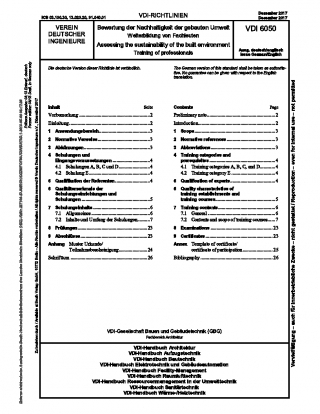 ICS 03.100.30, 13.020.20, 91.040.01
VDI-RICHTLINIEN
Dezember 2017
December 2017
VEREIN
DEUTSCHER
INGENIEURE
Bewertung der Nachhaltigkeit der gebauten Umwelt
Weiterbildung von Fachleuten
Assessing the sustainability of the built environment
Training of professionals
VDI 6050
Ausg. deutsch/englisch
Issue German/English
Die deutsche Version dieser Richtlinie ist verbindlich.
The German version of this standard shall be taken as authoritative. No guarantee can be given with respect to the English translation.
Inhalt Seite
Vorbemerkung 2
Einleitung 2
1 Anwendungsbereich 3
2 Normative Verweise 3
3 Abkürzungen 3
4 Schulungen und
Eingangsvoraussetzungen 4
4.1 Schulungen A, B, C und D 4
4.2 Schulung E 4
5 Qualifikation der Referenten 4
6 Qualitätsmerkmale der
Schulungseinrichtungen und
Schulungen 5
7 Schulungsinhalte 6
7.1 Allgemeines 6
7.2 Inhalte und Umfang der Schulungen 7
8 Prüfungen 23
9 Abschlüsse 23
Anhang Muster Urkunde/
Teilnahmebescheinigung 24
Schrifttum 26
Contents Page
Preliminary note 2
Introduction 2
1 Scope 3
2 Normative references 3
3 Abbreviations 3
4 Training categories and
prerequisites 4
4.1 Training categories A, B, C, and D 4
4.2 Training category E 4
5 Qualification of experts 4
6 Quality characteristics of
training establishments and
training courses 5
7 Training contents 6
7.1 General 6
7.2 Contents and scope of training courses 7
8 Examinations 23
9 Certificates 23
Annex Template of certificate/
certificate of participation 25
Bibliography 26
VDI-Gesellschaft Bauen und Gebäudetechnik (GBG)
Fachbereich Architektur
VDI-Handbuch Architektur
VDI-Handbuch Aufzugstechnik
VDI-Handbuch Bautechnik
VDI-Handbuch Elektrotechnik und Gebäudeautomation
VDI-Handbuch Facility-Management
VDI-Handbuch Raumlufttechnik
VDI-Handbuch Ressourcenmanagement in der Umwelttechnik
VDI-Handbuch Sanitärtechnik
VDI-Handbuch Wärme-/Heiztechnik
Vervielfältigung – auch für innerbetriebliche Zwecke – nicht gestattet / Reproduction – even for internal use – not permitted